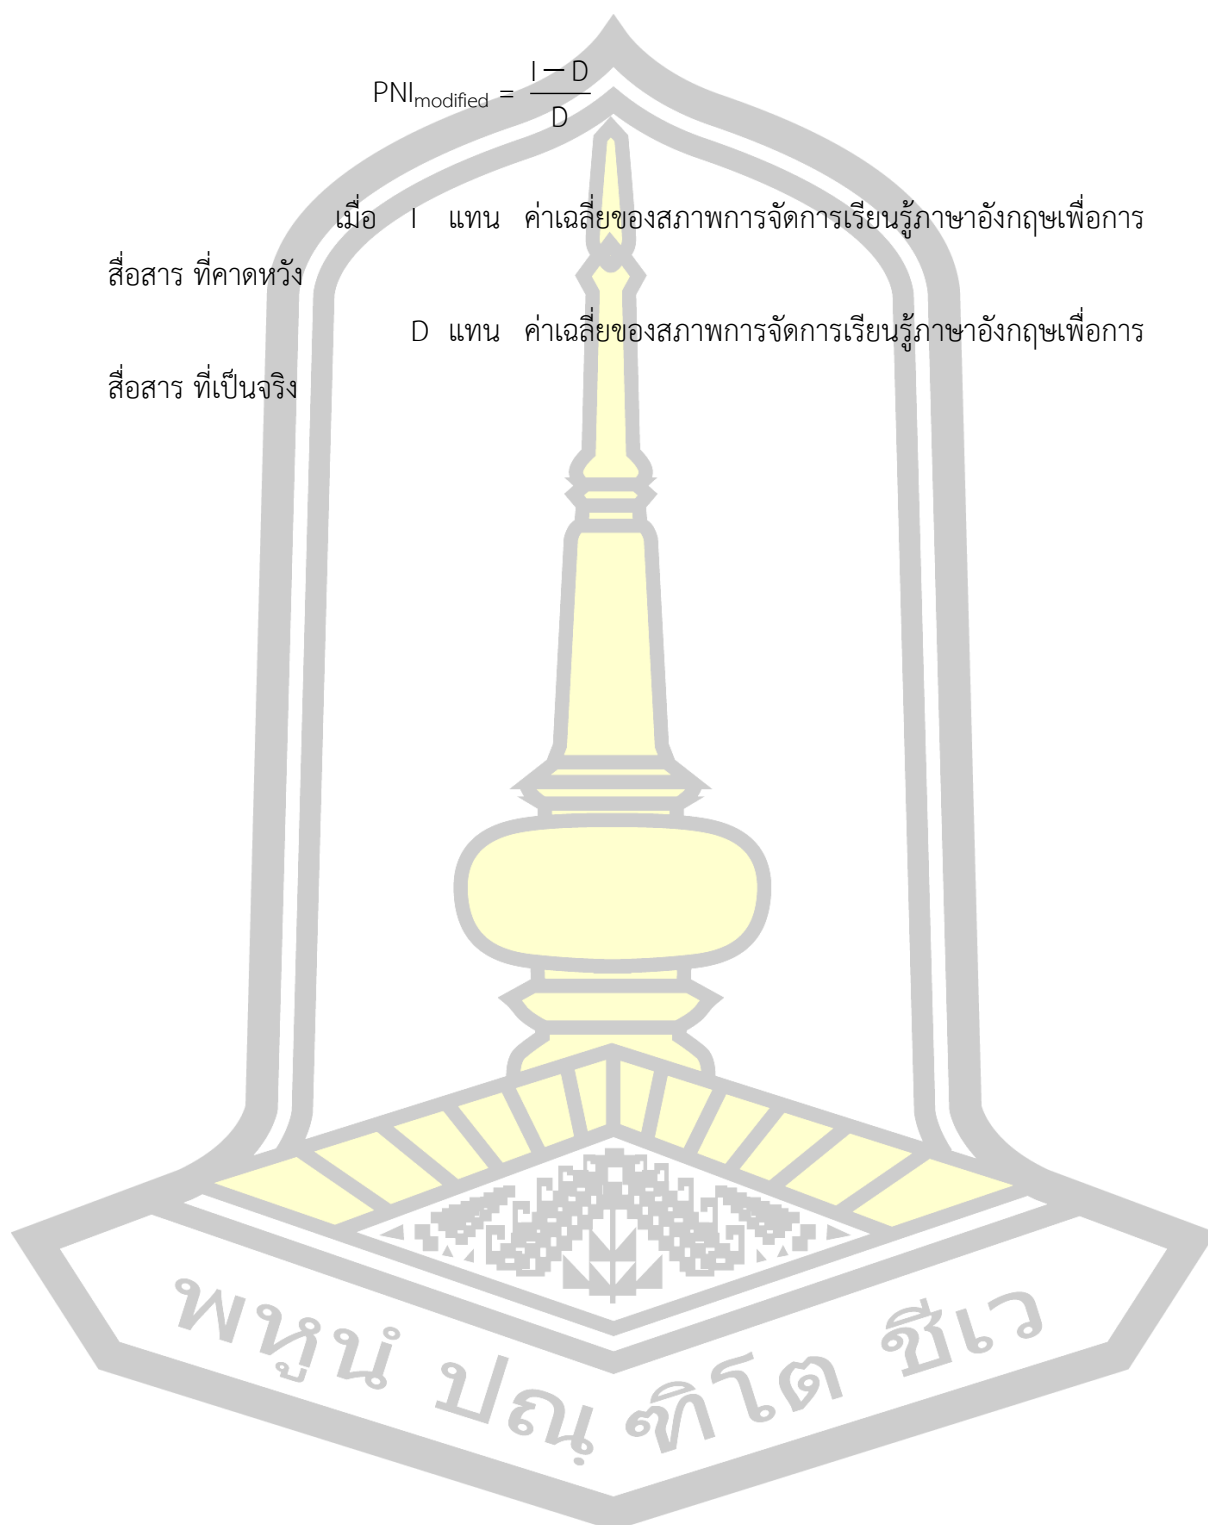 PNImodified = I − D / D
เมื่อ I แทน ค่าเฉลี่ยของสภาพการจัดการเรียนรู้ภาษาอังกฤษเพื่อการ
สื่อสาร ที่คาดหวัง
D แทน ค่าเฉลี่ยของสภาพการจัดการเรียนรู้ภาษาอังกฤษเพื่อการ
สื่อสาร ที่เป็นจริง
พหูนํ ปณฺฑิโต ชีเว